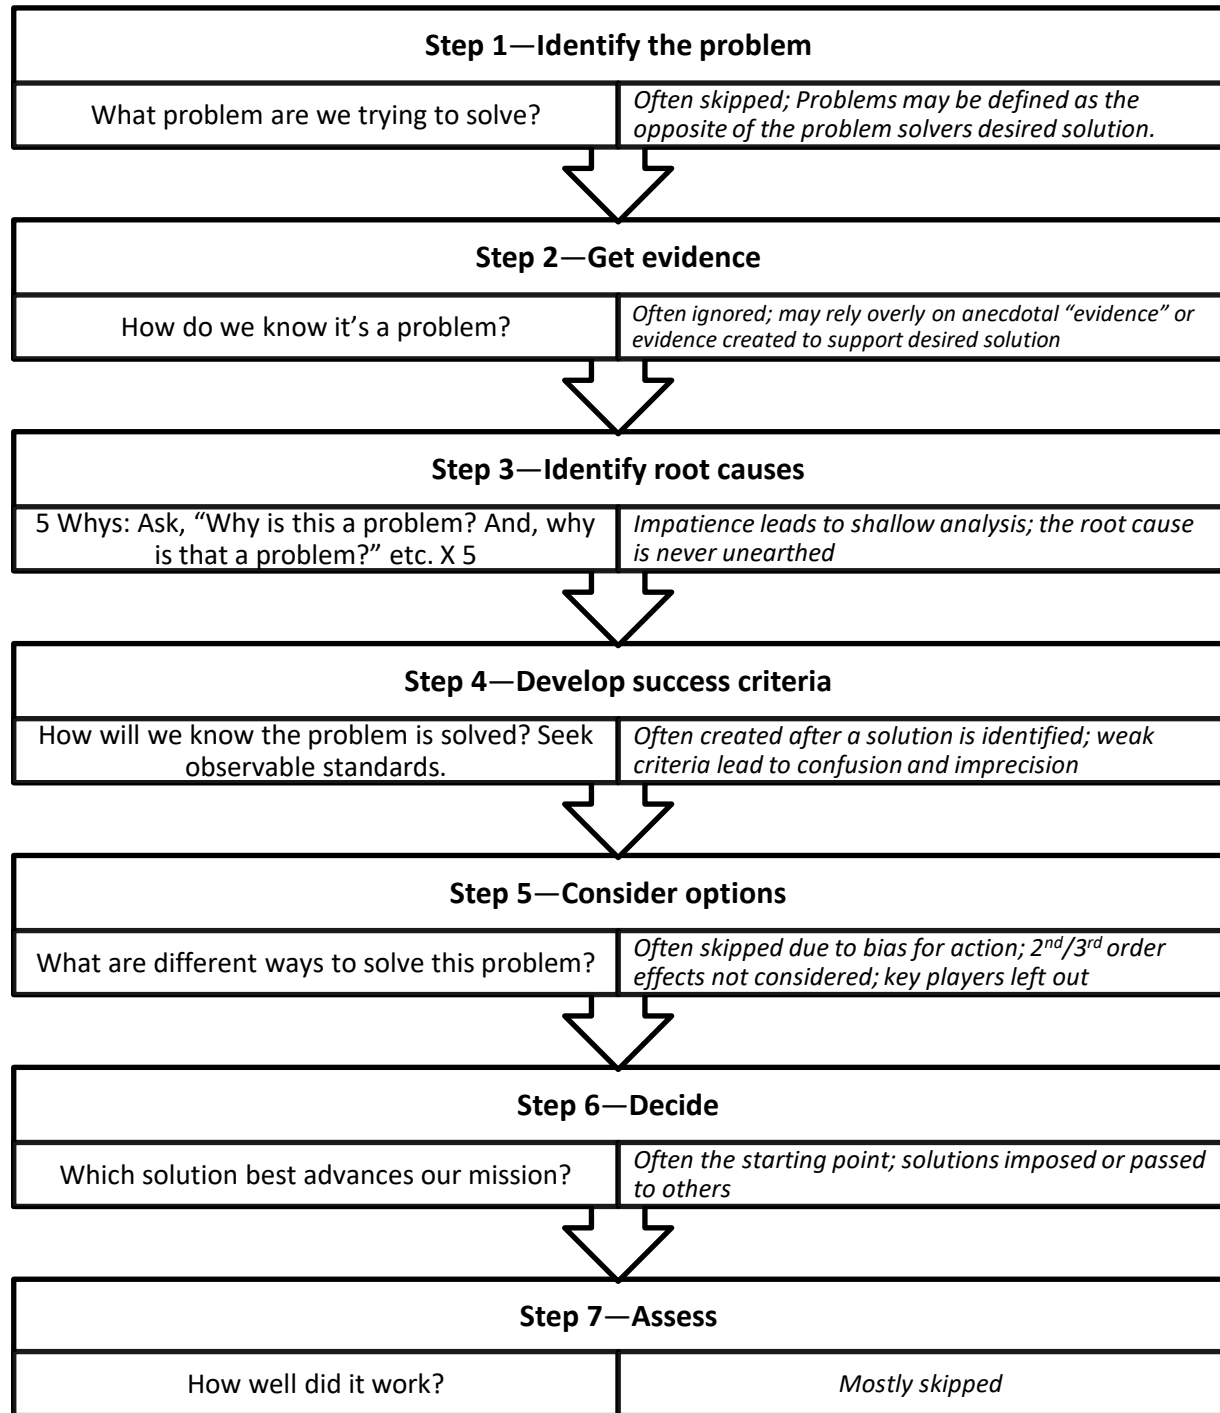 Step 1—Identify the problem
What problem are we trying to solve?
Often skipped; Problems may be defined as the
opposite of the problem solvers desired solution.
Step 2—Get evidence
How do we know it’s a problem?
Often ignored; may rely overly on anecdotal “evidence” or
evidence created to support desired solution
Step 3—Identify root causes
5 Whys: Ask, “Why is this a problem? And, why
is that a problem?” etc. X 5
Impatience leads to shallow analysis; the root cause
is never unearthed
Step 4—Develop success criteria
How will we know the problem is solved? Seek
observable standards.
Often created after a solution is identified; weak
criteria lead to confusion and imprecision
Step 5—Consider options
What are different ways to solve this problem?
Often skipped due to bias for action; 2nd/3rd order
effects not considered; key players left out
Step 6—Decide
Which solution best advances our mission?
Often the starting point; solutions imposed or passed
to others
Step 7—Assess
How well did it work?
Mostly skipped